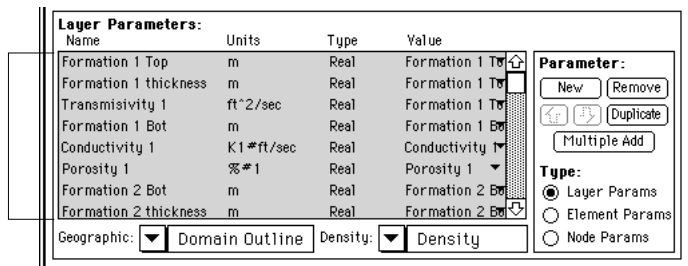 Layer Parameters:
Name Units Type Value
Formation 1 Top m Real Formation 1 To
Formation 1 thickness m Real Formation 1 To
Transmisivity 1 ft^2/sec Real Formation 1 To
Formation 1 Bot m Real Formation 1 Bo
Conductivity 1 K1#ft/sec Real Conductivity 1
Porosity 1 %#1 Real Porosity 1
Formation 2 Bot m Real Formation 2 Bo
Formation 2 thickness m Real Formation 2 Bo
Geographic: Domain Outline Density: Density
Parameter:
New Remove
Duplicate
Multiple Add
Type:
Layer Params
Element Params
Node Params